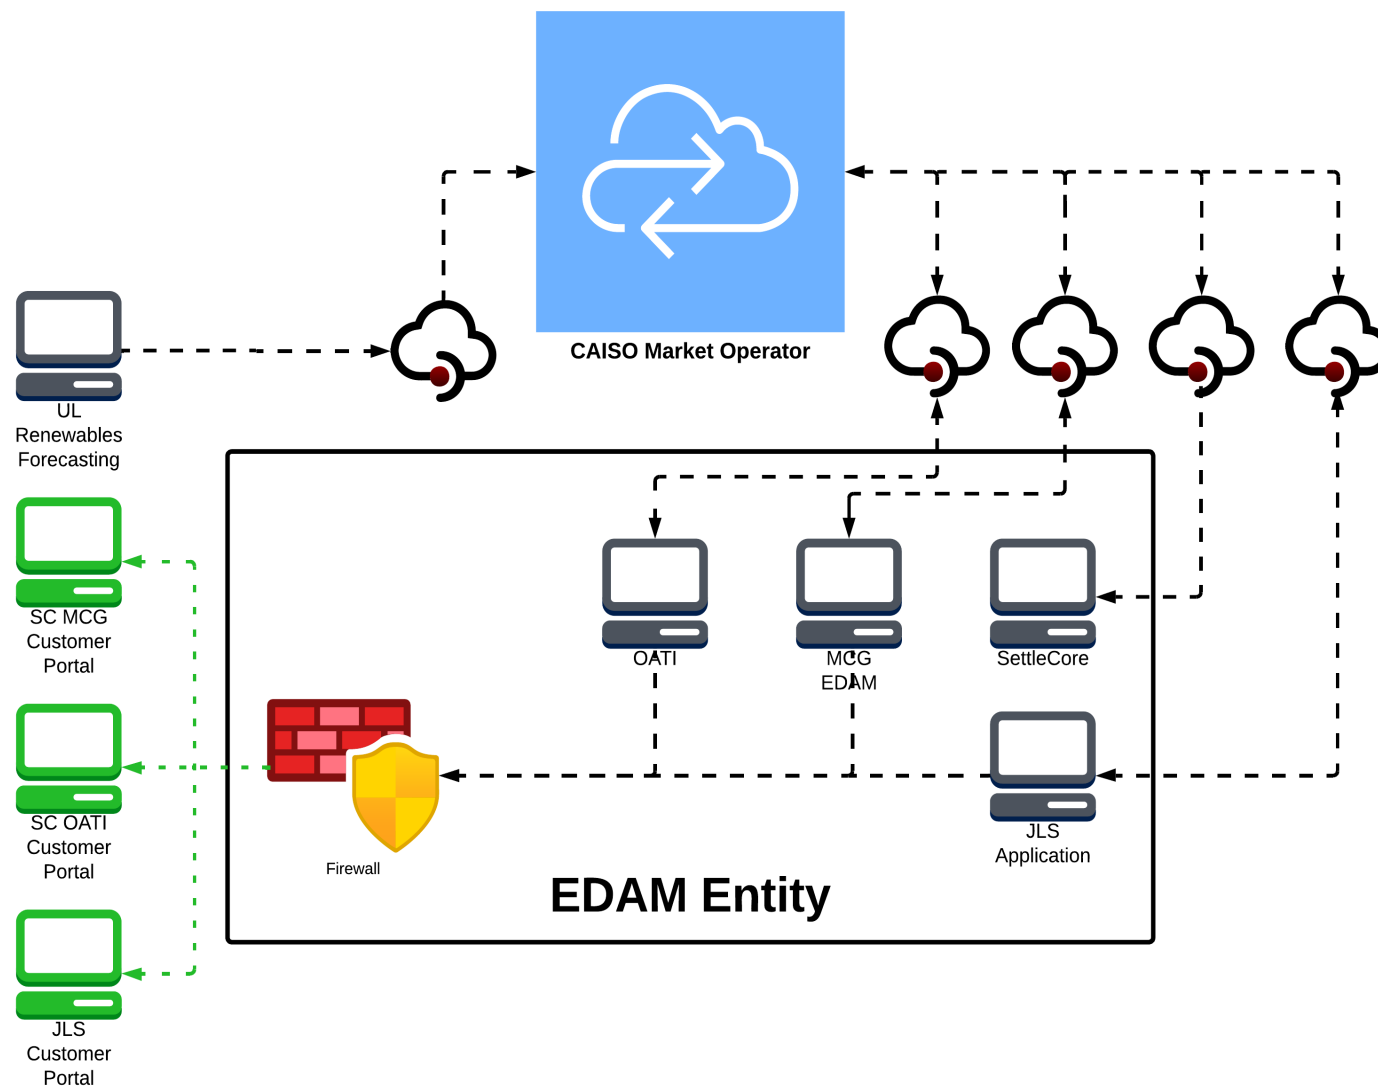 CAISO Market Operator
UL
Renewables
Forecasting
SC MCG
Customer
Portal
OATI
MCG
EDAM
SettleCore
SC OATI
Customer
Portal
JLS
Application
Firewall
EDAM Entity
JLS
Customer
Portal